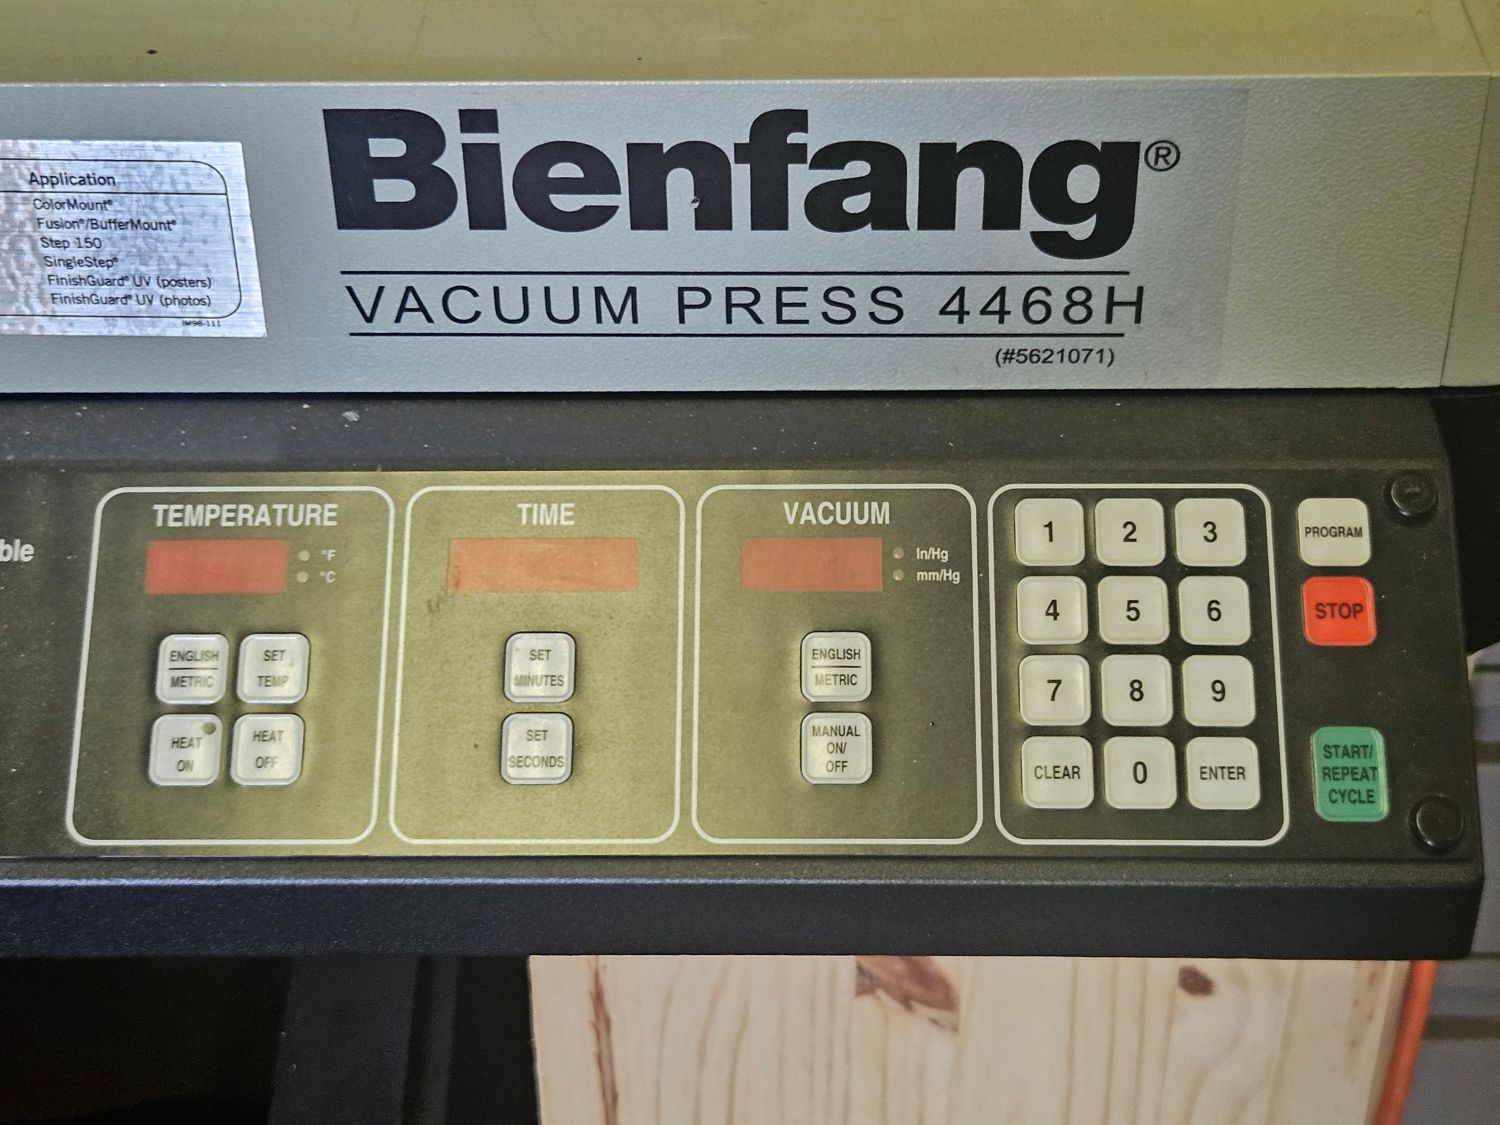 Bienfang®
VACUUM PRESS 4468H
(#5621071)
Application
ColorMount®
Fusion®/BufferMount®
Step 150
SingleStep®
FinishGuard® UV (posters)
FinishGuard® UV (photos)
IM98-111
ble
TEMPERATURE
°F
°C
ENGLISH
METRIC
SET
TEMP
HEAT
ON
HEAT
OFF
TIME
SET
MINUTES
SET
SECONDS
VACUUM
In/Hg
mm/Hg
ENGLISH
METRIC
MANUAL
ON/
OFF
1 2 3
4 5 6
7 8 9
CLEAR 0 ENTER
PROGRAM
STOP
START/
REPEAT
CYCLE